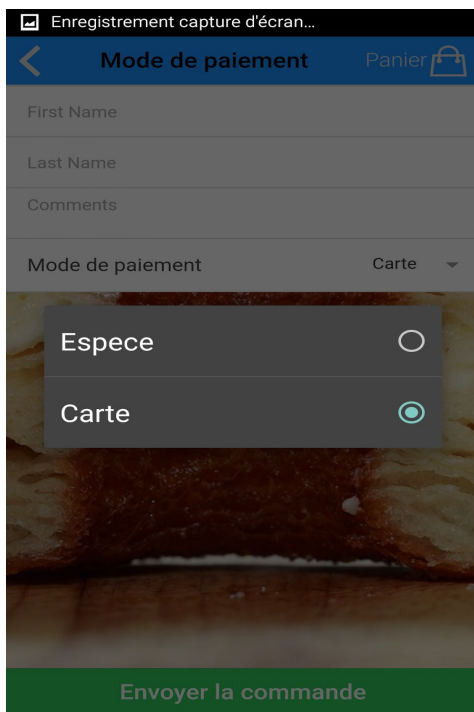 Enregistrement capture d'écran...
Mode de paiement Panier
First Name
Last Name
Comments
Mode de paiement Carte
Espece
Carte
Envoyer la commande